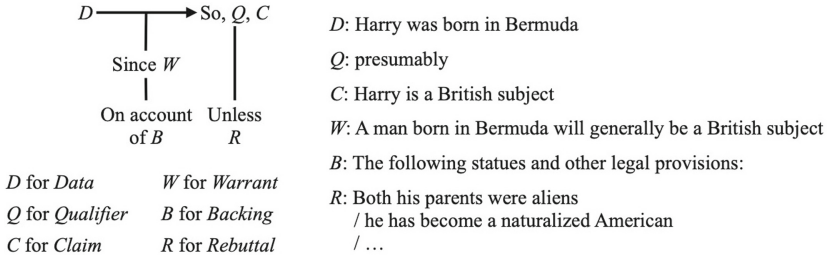 D
So, Q, C
Since W
On account
of B
Unless
R
D for Data
W for Warrant
Q for Qualifier
B for Backing
C for Claim
R for Rebuttal
D: Harry was born in Bermuda
Q: presumably
C: Harry is a British subject
W: A man born in Bermuda will generally be a British subject
B: The following statues and other legal provisions:
R: Both his parents were aliens
/ he has become a naturalized American
/ …